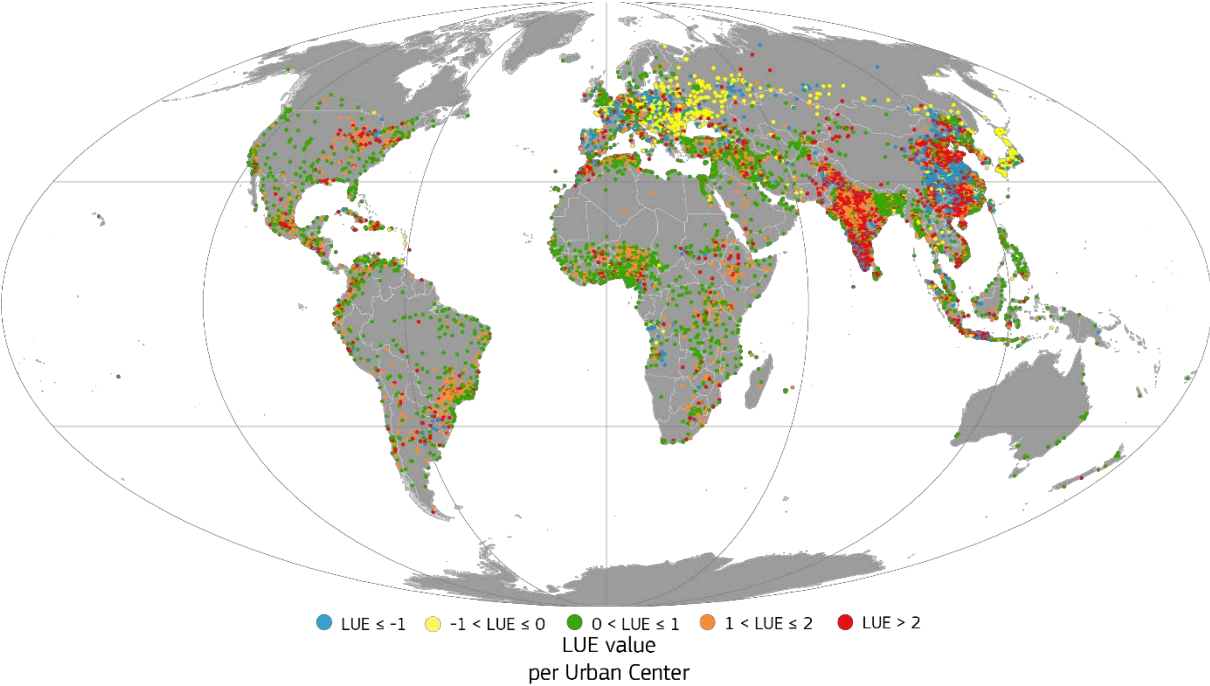 LUE ≤ -1 -1 < LUE ≤ 0 0 < LUE ≤ 1 1 < LUE ≤ 2 LUE > 2
LUE value
per Urban Center